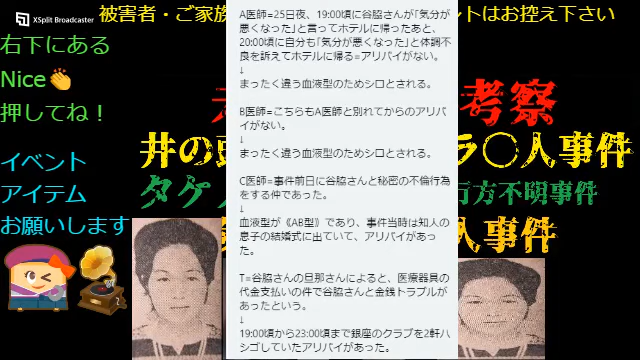 XSplit Broadcaster
被害者・ご家族
ントはお控え下さい
右下にある
Nice👏
押してね！
イベント
アイテム
お願いします
考察
井の頭
ラ〇人事件
タケ
方不明事件
人事件
A医師=25日夜、19:00頃に谷脇さんが「気分が
悪くなった」と言ってホテルに帰ったあと、
20:00頃に自分も「気分が悪くなった」と体調不
良を訴えてホテルに帰る=アリバイがない。
↓
まったく違う血液型のためシロとされる。
B医師=こちらもA医師と別れてからのアリバ
イがない。
↓
まったく違う血液型のためシロとされる。
C医師=事件前日に谷脇さんと秘密の不倫行為
をする仲であった。
↓
血液型が《AB型》であり、事件当時は知人の
息子の結婚式に出ていて、アリバイがあっ
た。
T=谷脇さんの旦那さんによると、医療器具の
代金支払いの件で谷脇さんと金銭トラブルが
あったという。
↓
19:00から23:00まで銀座のクラブを2軒ハ
シゴしていたアリバイがあった。